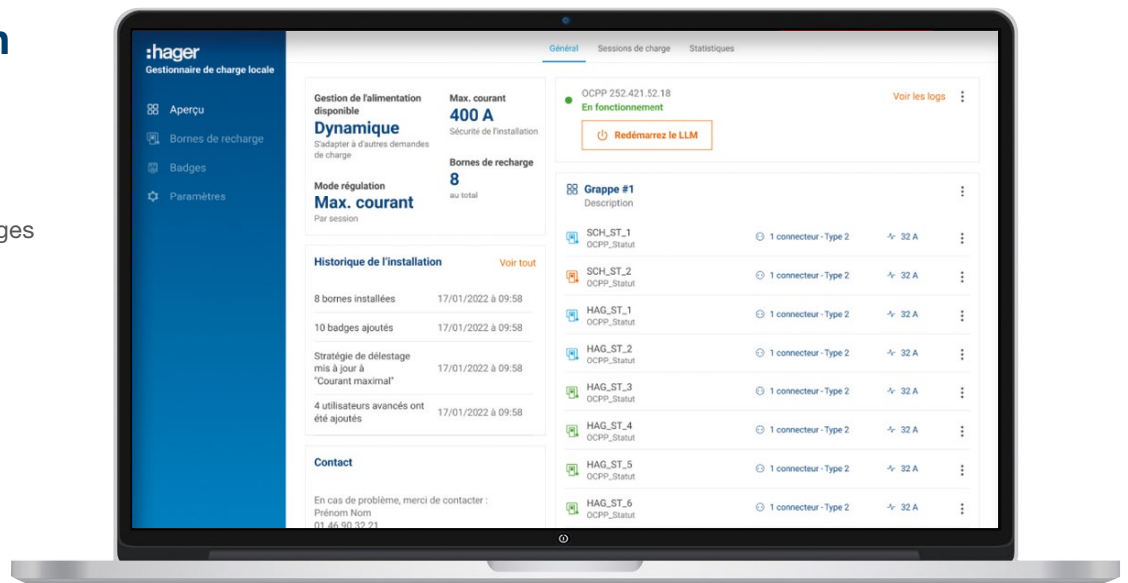 :hager
Gestionnaire de charge locale
Aperçu
Bornes de recharge
Badges
Paramètres
Général Sessions de charge Statistiques
Gestion de l'alimentation
disponible
Dynamique
S'adapter à d'autres demandes
de charge
Max. courant
400 A
Sécurité de l'installation
Mode régulation
Max. courant
Par session
Bornes de recharge
8
au total
Historique de l'installation Voir tout
8 bornes installées 17/01/2022 à 09:58
10 badges ajoutés 17/01/2022 à 09:58
Stratégie de délestage
mis à jour à 17/01/2022 à 09:58
"Courant maximal"
4 utilisateurs avancés ont
été ajoutés 17/01/2022 à 09:58
Contact
En cas de problème, merci de contacter :
Prénom Nom
01 46 90 32 21
OCPP 252.421.52.18 Voir les logs
En fonctionnement
Redémarrez le LLM
Grappe #1
Description
SCH_ST_1 1 connecteur - Type 2 32 A
OCPP_Statut
SCH_ST_2 1 connecteur - Type 2 32 A
OCPP_Statut
HAG_ST_1 1 connecteur - Type 2 32 A
OCPP_Statut
HAG_ST_2 1 connecteur - Type 2 32 A
OCPP_Statut
HAG_ST_3 1 connecteur - Type 2 32 A
OCPP_Statut
HAG_ST_4 1 connecteur - Type 2 32 A
OCPP_Statut
HAG_ST_5 1 connecteur - Type 2 32 A
OCPP_Statut
HAG_ST_6 1 connecteur - Type 2 32 A
OCPP_Statut